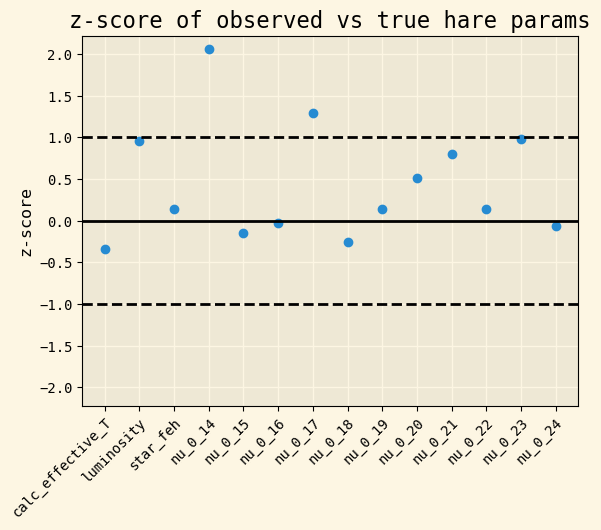 z-score of observed vs true hare params
z-score
2.0
1.5
1.0
0.5
0.0
−0.5
−1.0
−1.5
−2.0
calc_effective_T
luminosity
star_feh
nu_0_14
nu_0_15
nu_0_16
nu_0_17
nu_0_18
nu_0_19
nu_0_20
nu_0_21
nu_0_22
nu_0_23
nu_0_24